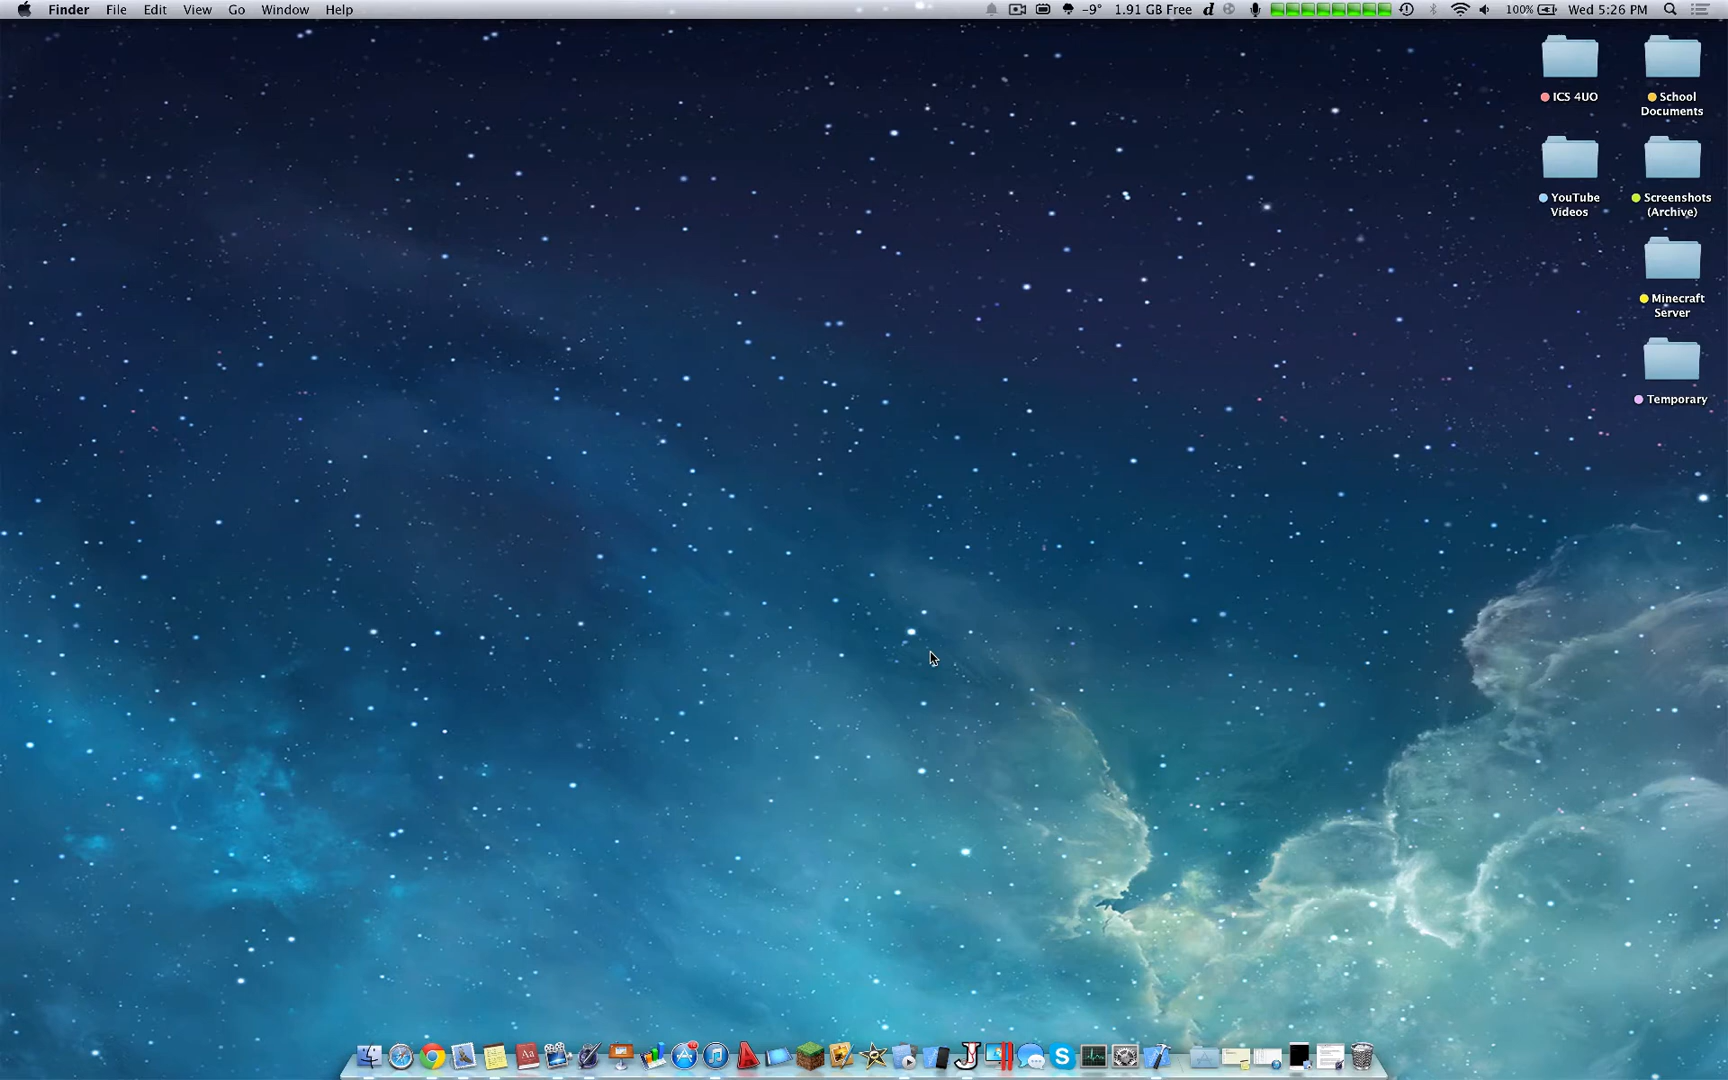 Finder File Edit View Go Window Help -9° 1.91 GB Free d 100% Wed 5:26 PM
ICS 4UO
School
Documents
YouTube
Videos
Screenshots
(Archive)
Minecraft
Server
Temporary
Aa